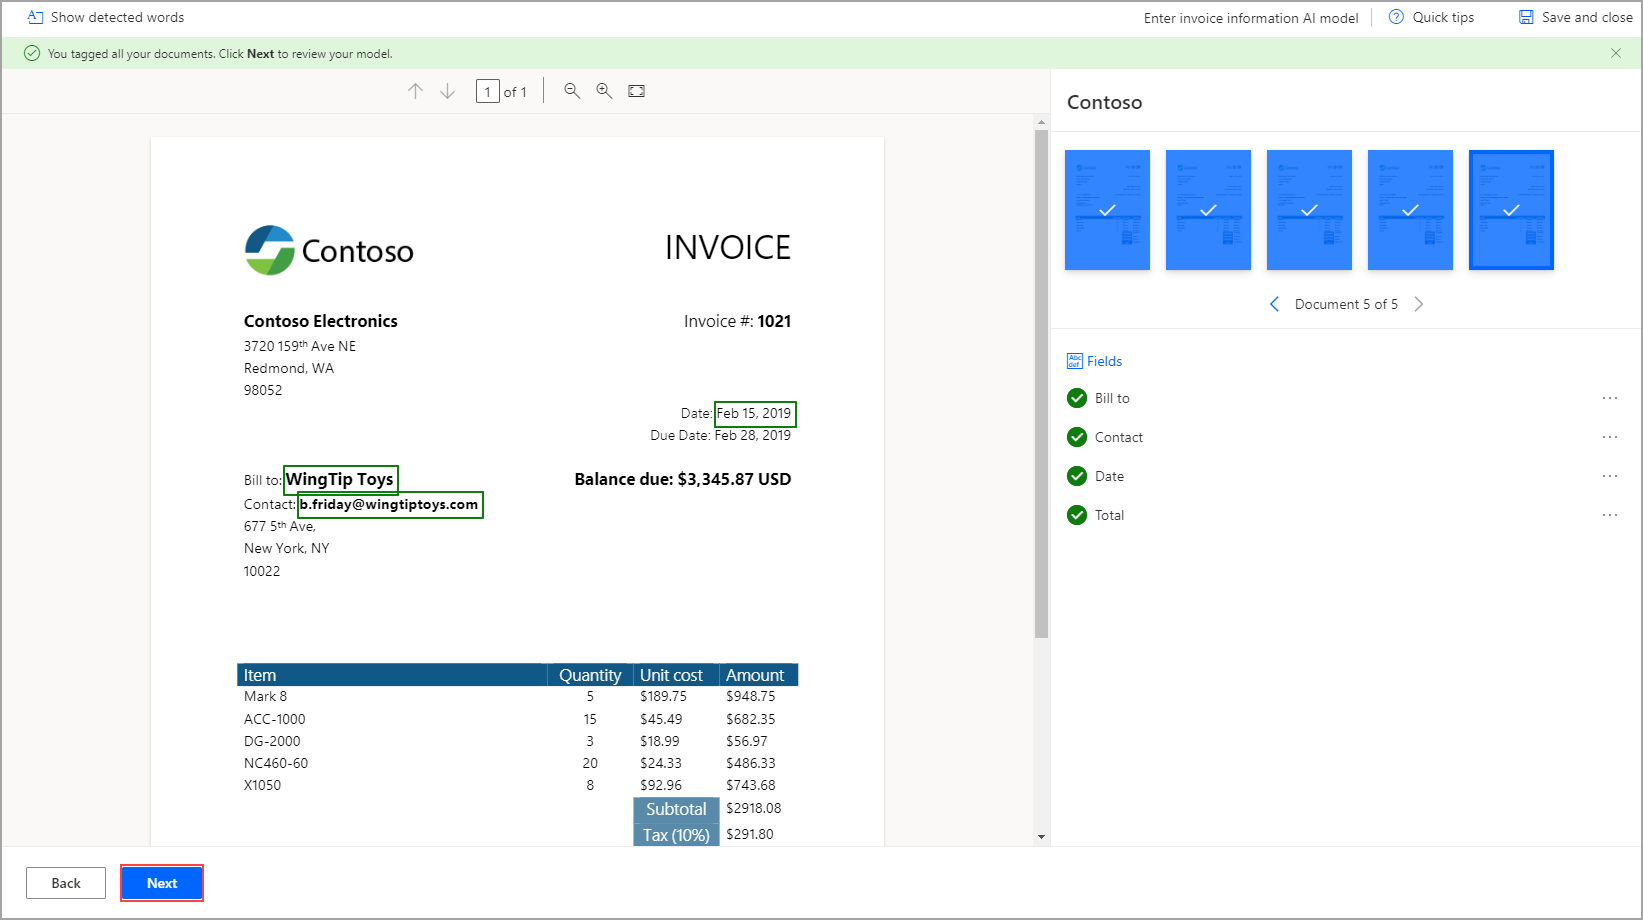 Show detected words
Enter invoice information AI model
Quick tips
Save and close
You tagged all your documents. Click Next to review your model.
1 of 1
Contoso
INVOICE
Contoso Electronics
Invoice #: 1021
3720 159th Ave NE
Redmond, WA
98052
Date: Feb 15, 2019
Due Date: Feb 28, 2019
Bill to: WingTip Toys
Balance due: $3,345.87 USD
Contact: b.friday@wingtiptoys.com
677 5th Ave,
New York, NY
10022
Item Quantity Unit cost Amount
Mark 8 5 $189.75 $948.75
ACC-1000 15 $45.49 $682.35
DG-2000 3 $18.99 $56.97
NC460-60 20 $24.33 $486.33
X1050 8 $92.96 $743.68
Subtotal $2918.08
Tax (10%) $291.80
Contoso
Document 5 of 5
Abc
def
Fields
Bill to
Contact
Date
Total
Back
Next